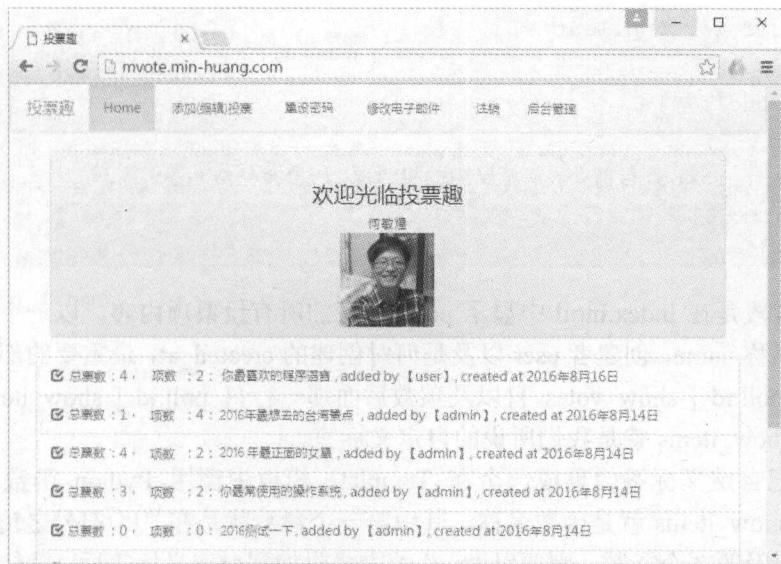 投票趣
mvote.min-huang.com
投票趣 Home 添加(编辑)投票 重设密码 修改电子邮件 注销 后台管理
欢迎光临投票趣
何敏煌
总票数：4， 项数 ：2： 你最喜欢的程序语言 , added by 【user】, created at 2016年8月16日
总票数：1， 项数 ：4： 2016年最想去的台湾景点 , added by 【admin】, created at 2016年8月14日
总票数：4， 项数 ：2： 2016 年最正面的女星 , added by 【admin】, created at 2016年8月14日
总票数：3， 项数 ：2： 你最常使用的操作系统 , added by 【admin】, created at 2016年8月14日
总票数：0， 项数 ：0： 2016测试一下, added by 【admin】, created at 2016年8月14日